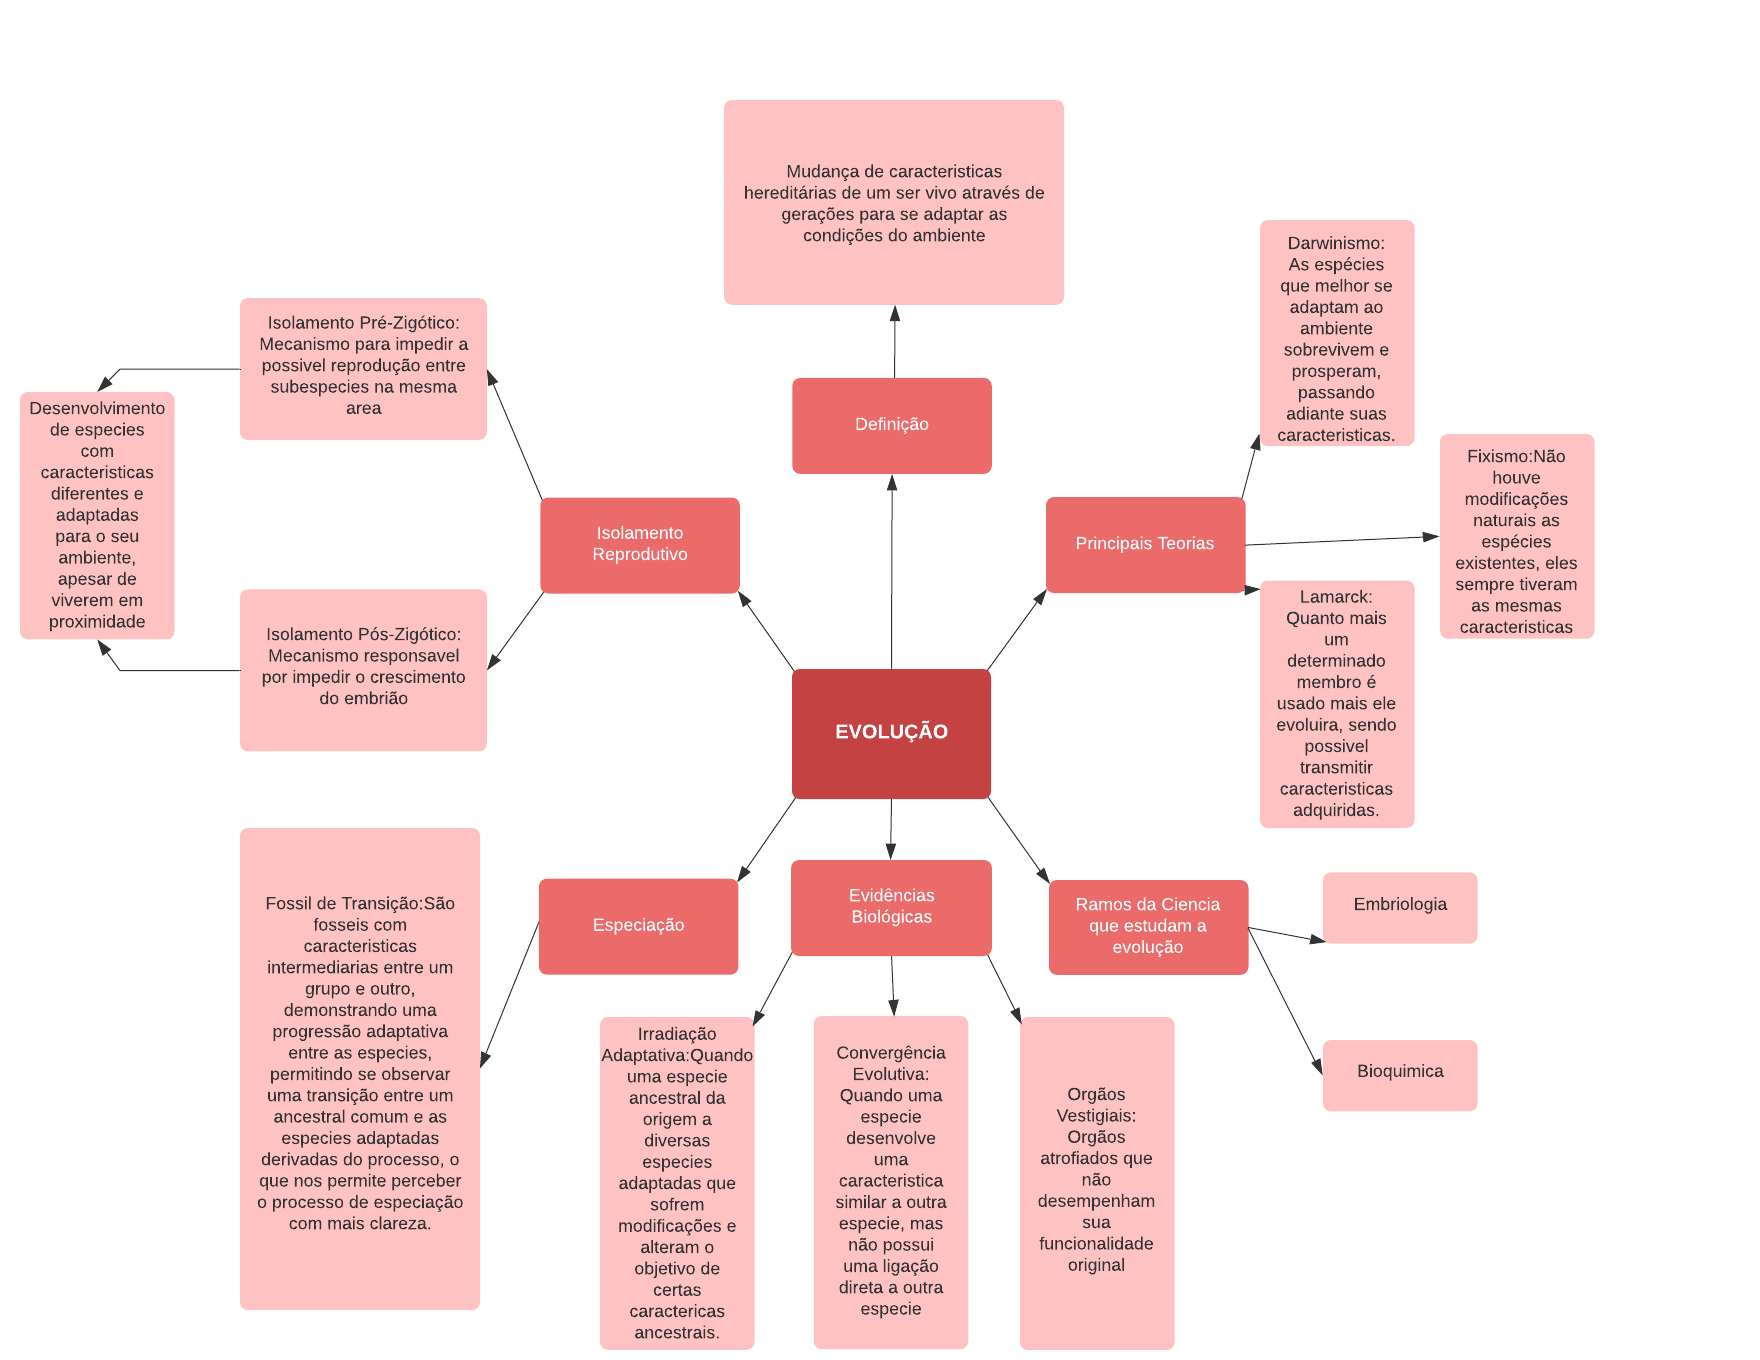 Mudança de caracteristicas
hereditárias de um ser vivo através de
gerações para se adaptar as
condições do ambiente
Definição
Isolamento Pré-Zigótico:
Mecanismo para impedir a
possivel reprodução entre
subespecies na mesma
area
Desenvolvimento
de especies
com
caracteristicas
diferentes e
adaptadas
para o seu
ambiente,
apesar de
viverem em
proximidade
Isolamento
Reprodutivo
Isolamento Pós-Zigótico:
Mecanismo responsavel
por impedir o crescimento
do embrião
Principais Teorias
Darwinismo:
As espécies
que melhor se
adaptam ao
ambiente
sobrevivem e
prosperam,
passando
adiante suas
caracteristicas.
Fixismo:Não
houve
modificações
naturais as
espécies
existentes, eles
sempre tiveram
as mesmas
caracteristicas
Lamarck:
Quanto mais
um
determinado
membro é
usado mais ele
evoluira, sendo
possivel
transmitir
caracteristicas
adquiridas.
EVOLUÇÃO
Especiação
Fossil de Transição:São
fosseis com
caracteristicas
intermediarias entre um
grupo e outro,
demonstrando uma
progressão adaptativa
entre as especies,
permitindo se observar
uma transição entre um
ancestral comum e as
especies adaptadas
derivadas do processo, o
que nos permite perceber
o processo de especiação
com mais clareza.
Evidências
Biológicas
Irradiação
Adaptativa:Quando
uma especie
ancestral da
origem a
diversas
especies
adaptadas que
sofrem
modificações e
alteram o
objetivo de
certas
caractericas
ancestrais.
Convergência
Evolutiva:
Quando uma
especie
desenvolve
uma
caracteristica
similar a outra
especie, mas
não possui
uma ligação
direta a outra
especie
Orgãos
Vestigiais:
Orgãos
atrofiados que
não
desempenham
sua
funcionalidade
original
Ramos da Ciencia
que estudam a
evolução
Embriologia
Bioquimica